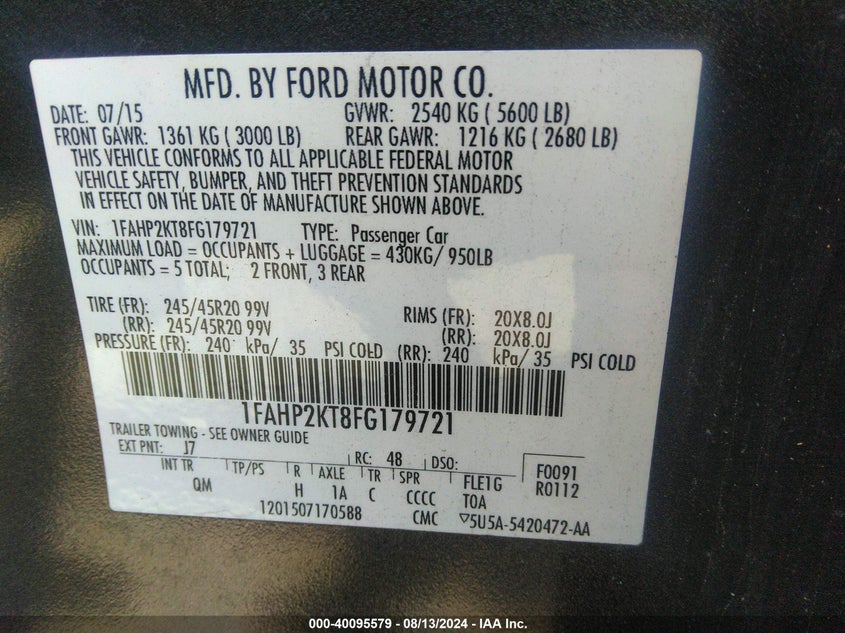 MFD. BY FORD MOTOR CO.
DATE: 07/15 GVWR: 2540 KG ( 5600 LB)
FRONT GAWR: 1361 KG ( 3000 LB) REAR GAWR: 1216 KG ( 2680 LB)
THIS VEHICLE CONFORMS TO ALL APPLICABLE FEDERAL MOTOR
VEHICLE SAFETY, BUMPER, AND THEFT PREVENTION STANDARDS
IN EFFECT ON THE DATE OF MANUFACTURE SHOWN ABOVE.
VIN: 1FAHP2KT8FG179721 TYPE: Passenger Car
MAXIMUM LOAD = OCCUPANTS + LUGGAGE = 430KG/ 950LB
OCCUPANTS = 5 TOTAL; 2 FRONT, 3 REAR
TIRE (FR): 245/45R20 99V RIMS (FR): 20X8.0J
(RR): 245/45R20 99V (RR): 20X8.0J
PRESSURE (FR): 240 kPa/ 35 PSI COLD (RR): 240 kPa/ 35 PSI COLD
1FAHP2KT8FG179721
TRAILER TOWING - SEE OWNER GUIDE
EXT PNT: J7 RC: 48 DSO: F0091
INT TR TP/PS R AXLE TR SPR FLE1G R0112
QM H 1A C CCCC TOA
1201507170588 CMC ▽5U5A-5420472-AA
000-40095579 - 08/13/2024 - IAA Inc.